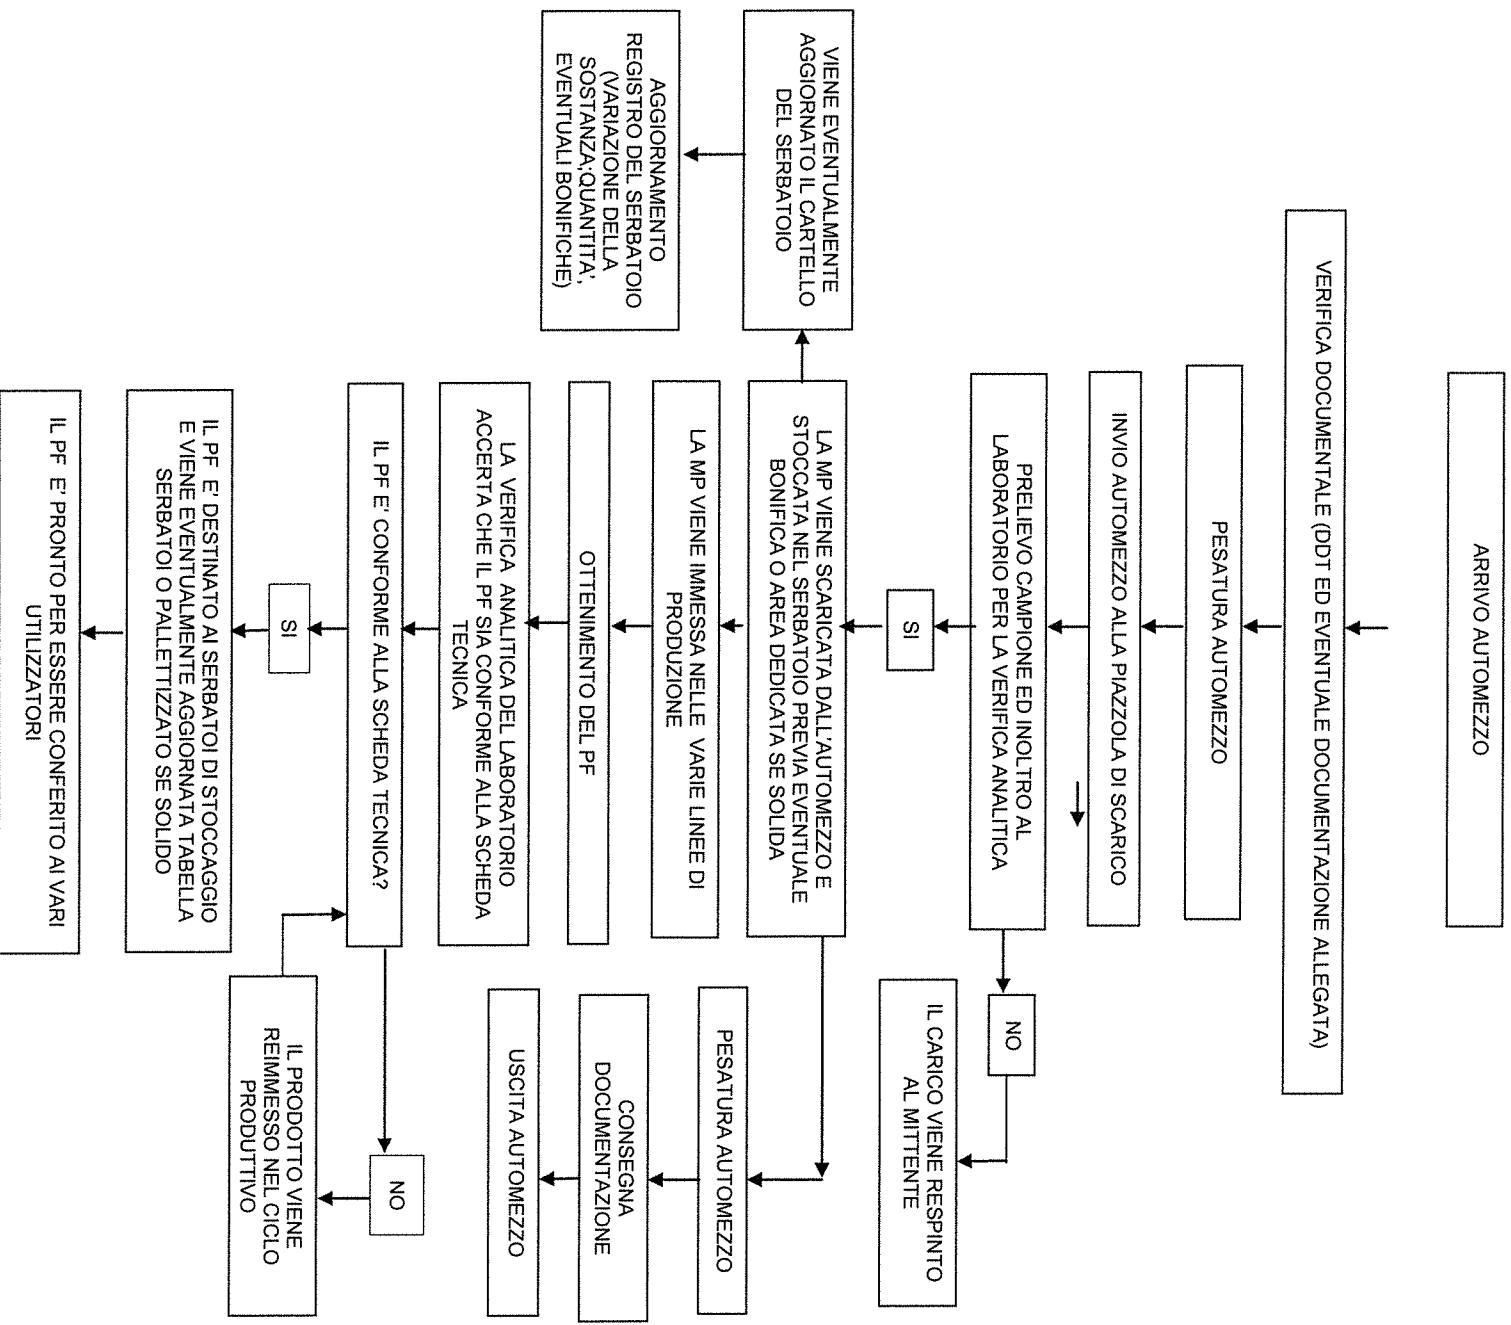 ARRIVO AUTOMEZZO
VERIFICA DOCUMENTALE (DDT ED EVENTUALE DOCUMENTAZIONE ALLEGATA)
PESATURA AUTOMEZZO
INVIO AUTOMEZZO ALLA PIAZZOLA DI SCARICO
PRELIEVO CAMPIONE ED INOLTRO AL
LABORATORIO PER LA VERIFICA ANALITICA
NO
IL CARICO VIENE RESPINTO
AL MITTENTE
SI
VIENE EVENTUALMENTE
AGGIORNATO IL CARTELLO
DEL SERBATOIO
LA MP VIENE SCARICATA DALL'AUTOMEZZO E
STOCCATA NEL SERBATOIO PREVIA EVENTUALE
BONIFICA O AREA DEDICATA SE SOLIDA
AGGIORNAMENTO
REGISTRO DEL SERBATOIO
(VARIAZIONE DELLA
SOSTANZA;QUANTITA',
EVENTUALI BONIFICHE)
LA MP VIENE IMMESSA NELLE VARIE LINEE DI
PRODUZIONE
PESATURA AUTOMEZZO
OTTENIMENTO DEL PF
CONSEGNA
DOCUMENTAZIONE
LA VERIFICA ANALITICA DEL LABORATORIO
ACCERTA CHE IL PF SIA CONFORME ALLA SCHEDA
TECNICA
USCITA AUTOMEZZO
IL PF E' CONFORME ALLA SCHEDA TECNICA?
NO
SI
IL PRODOTTO VIENE
REIMMESSO NEL CICLO
PRODUTTIVO
IL PF E' DESTINATO AI SERBATOI DI STOCCAGGIO
E VIENE EVENTUALMENTE AGGIORNATA TABELLA
SERBATOI O PALLETTIZZATO SE SOLIDO
IL PF E' PRONTO PER ESSERE CONFERITO AI VARI
UTILIZZATORI